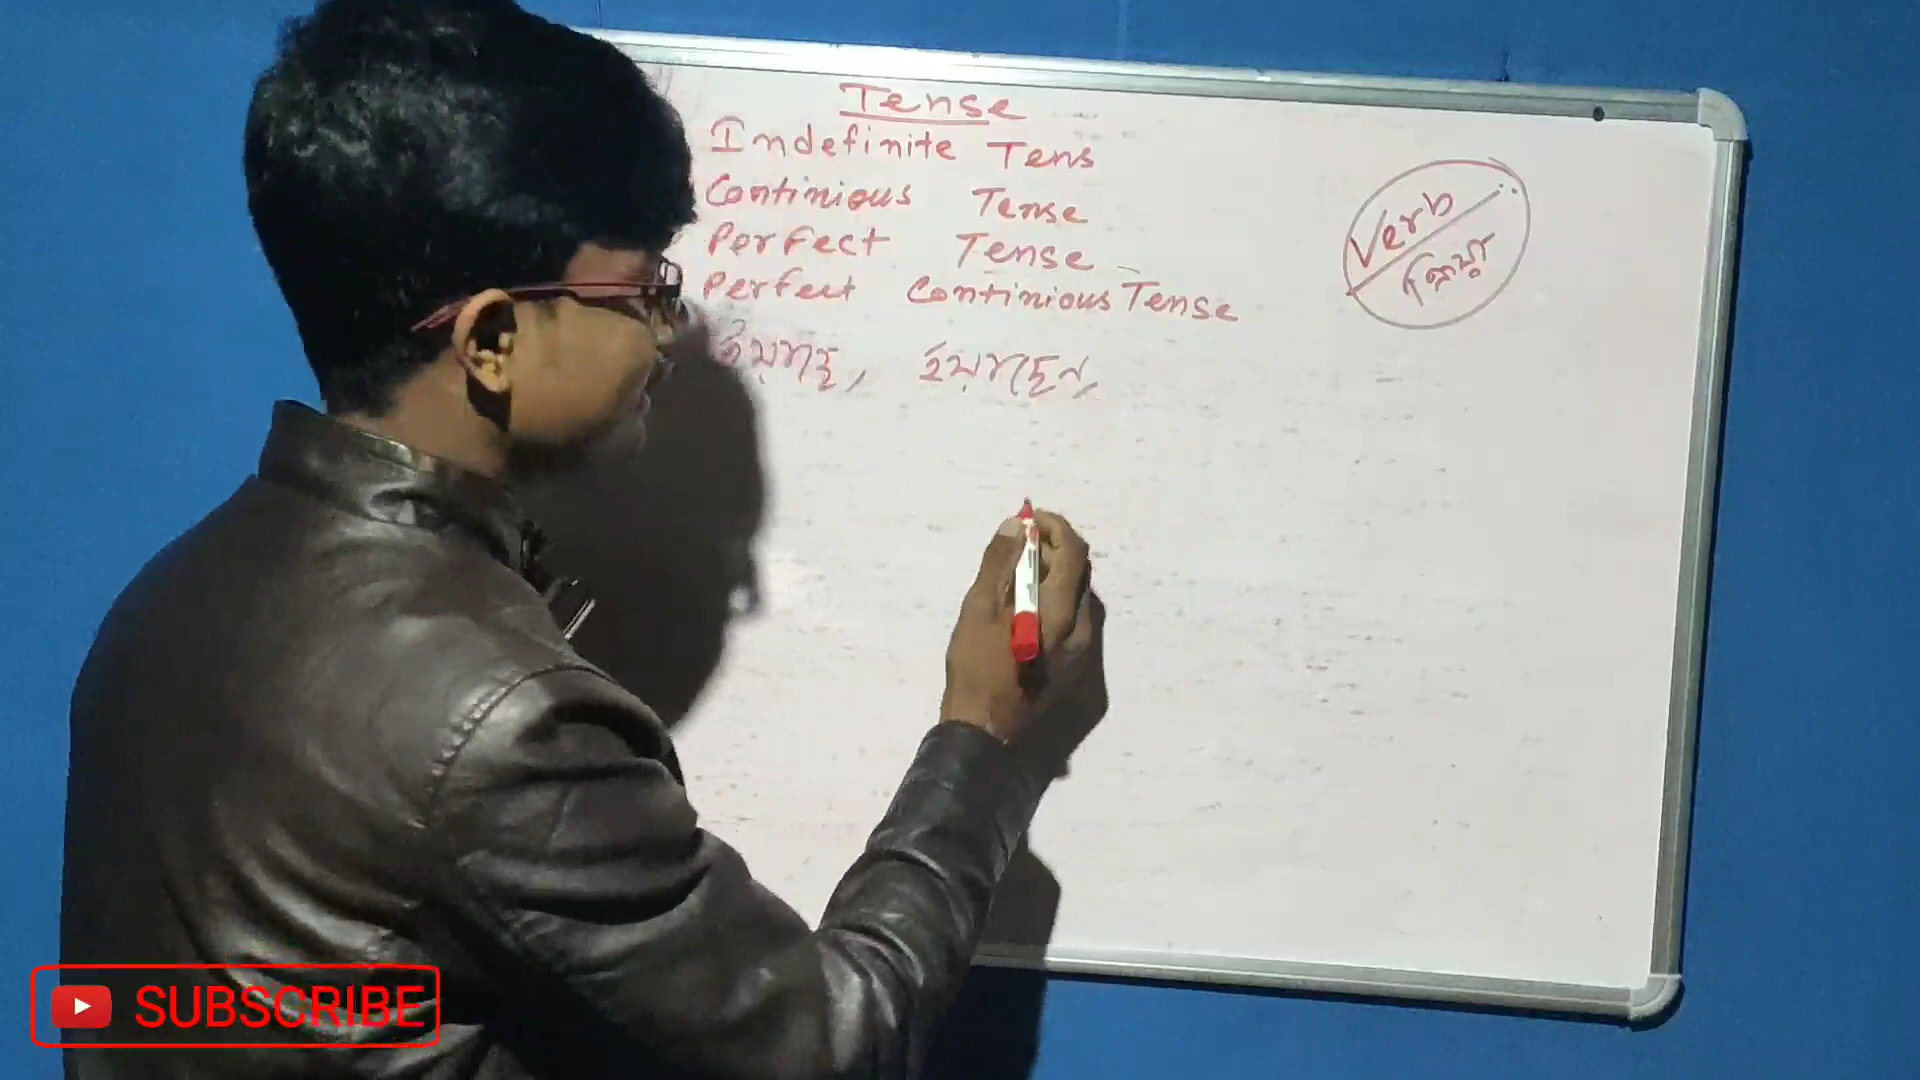 Tense
Indefinite Tens
Continious Tense
Perfect Tense
Perfect Continious Tense
Verb
ক্রিয়া
SUBSCRIBE